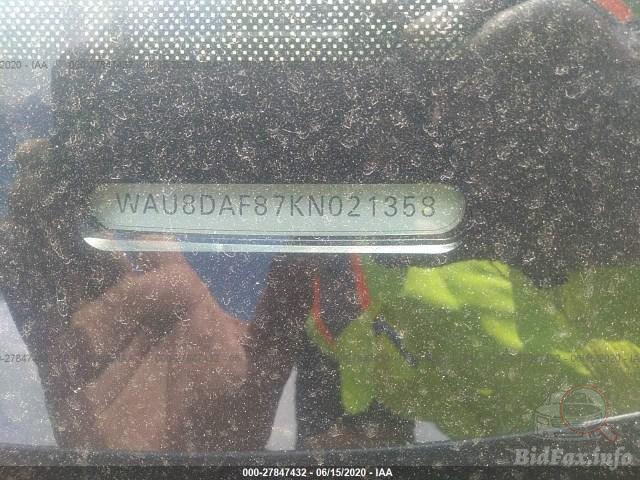 WAU8DAF87KN021358
000-27847432 - 06/15/2020 - IAA
BidFax.info